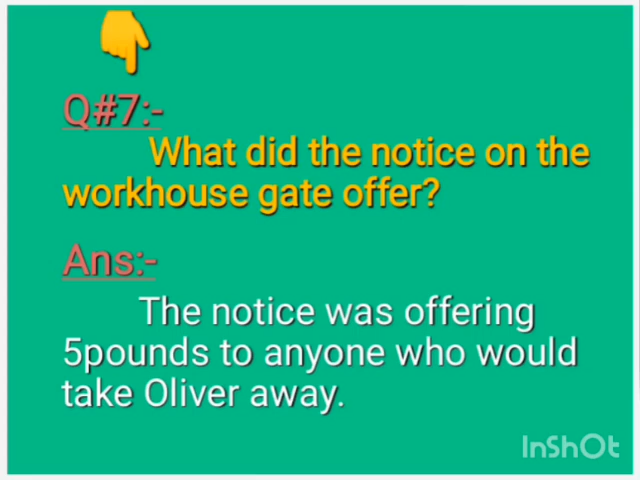 Q#7:-
What did the notice on the
workhouse gate offer?
Ans:-
The notice was offering
5pounds to anyone who would
take Oliver away.
InShOt